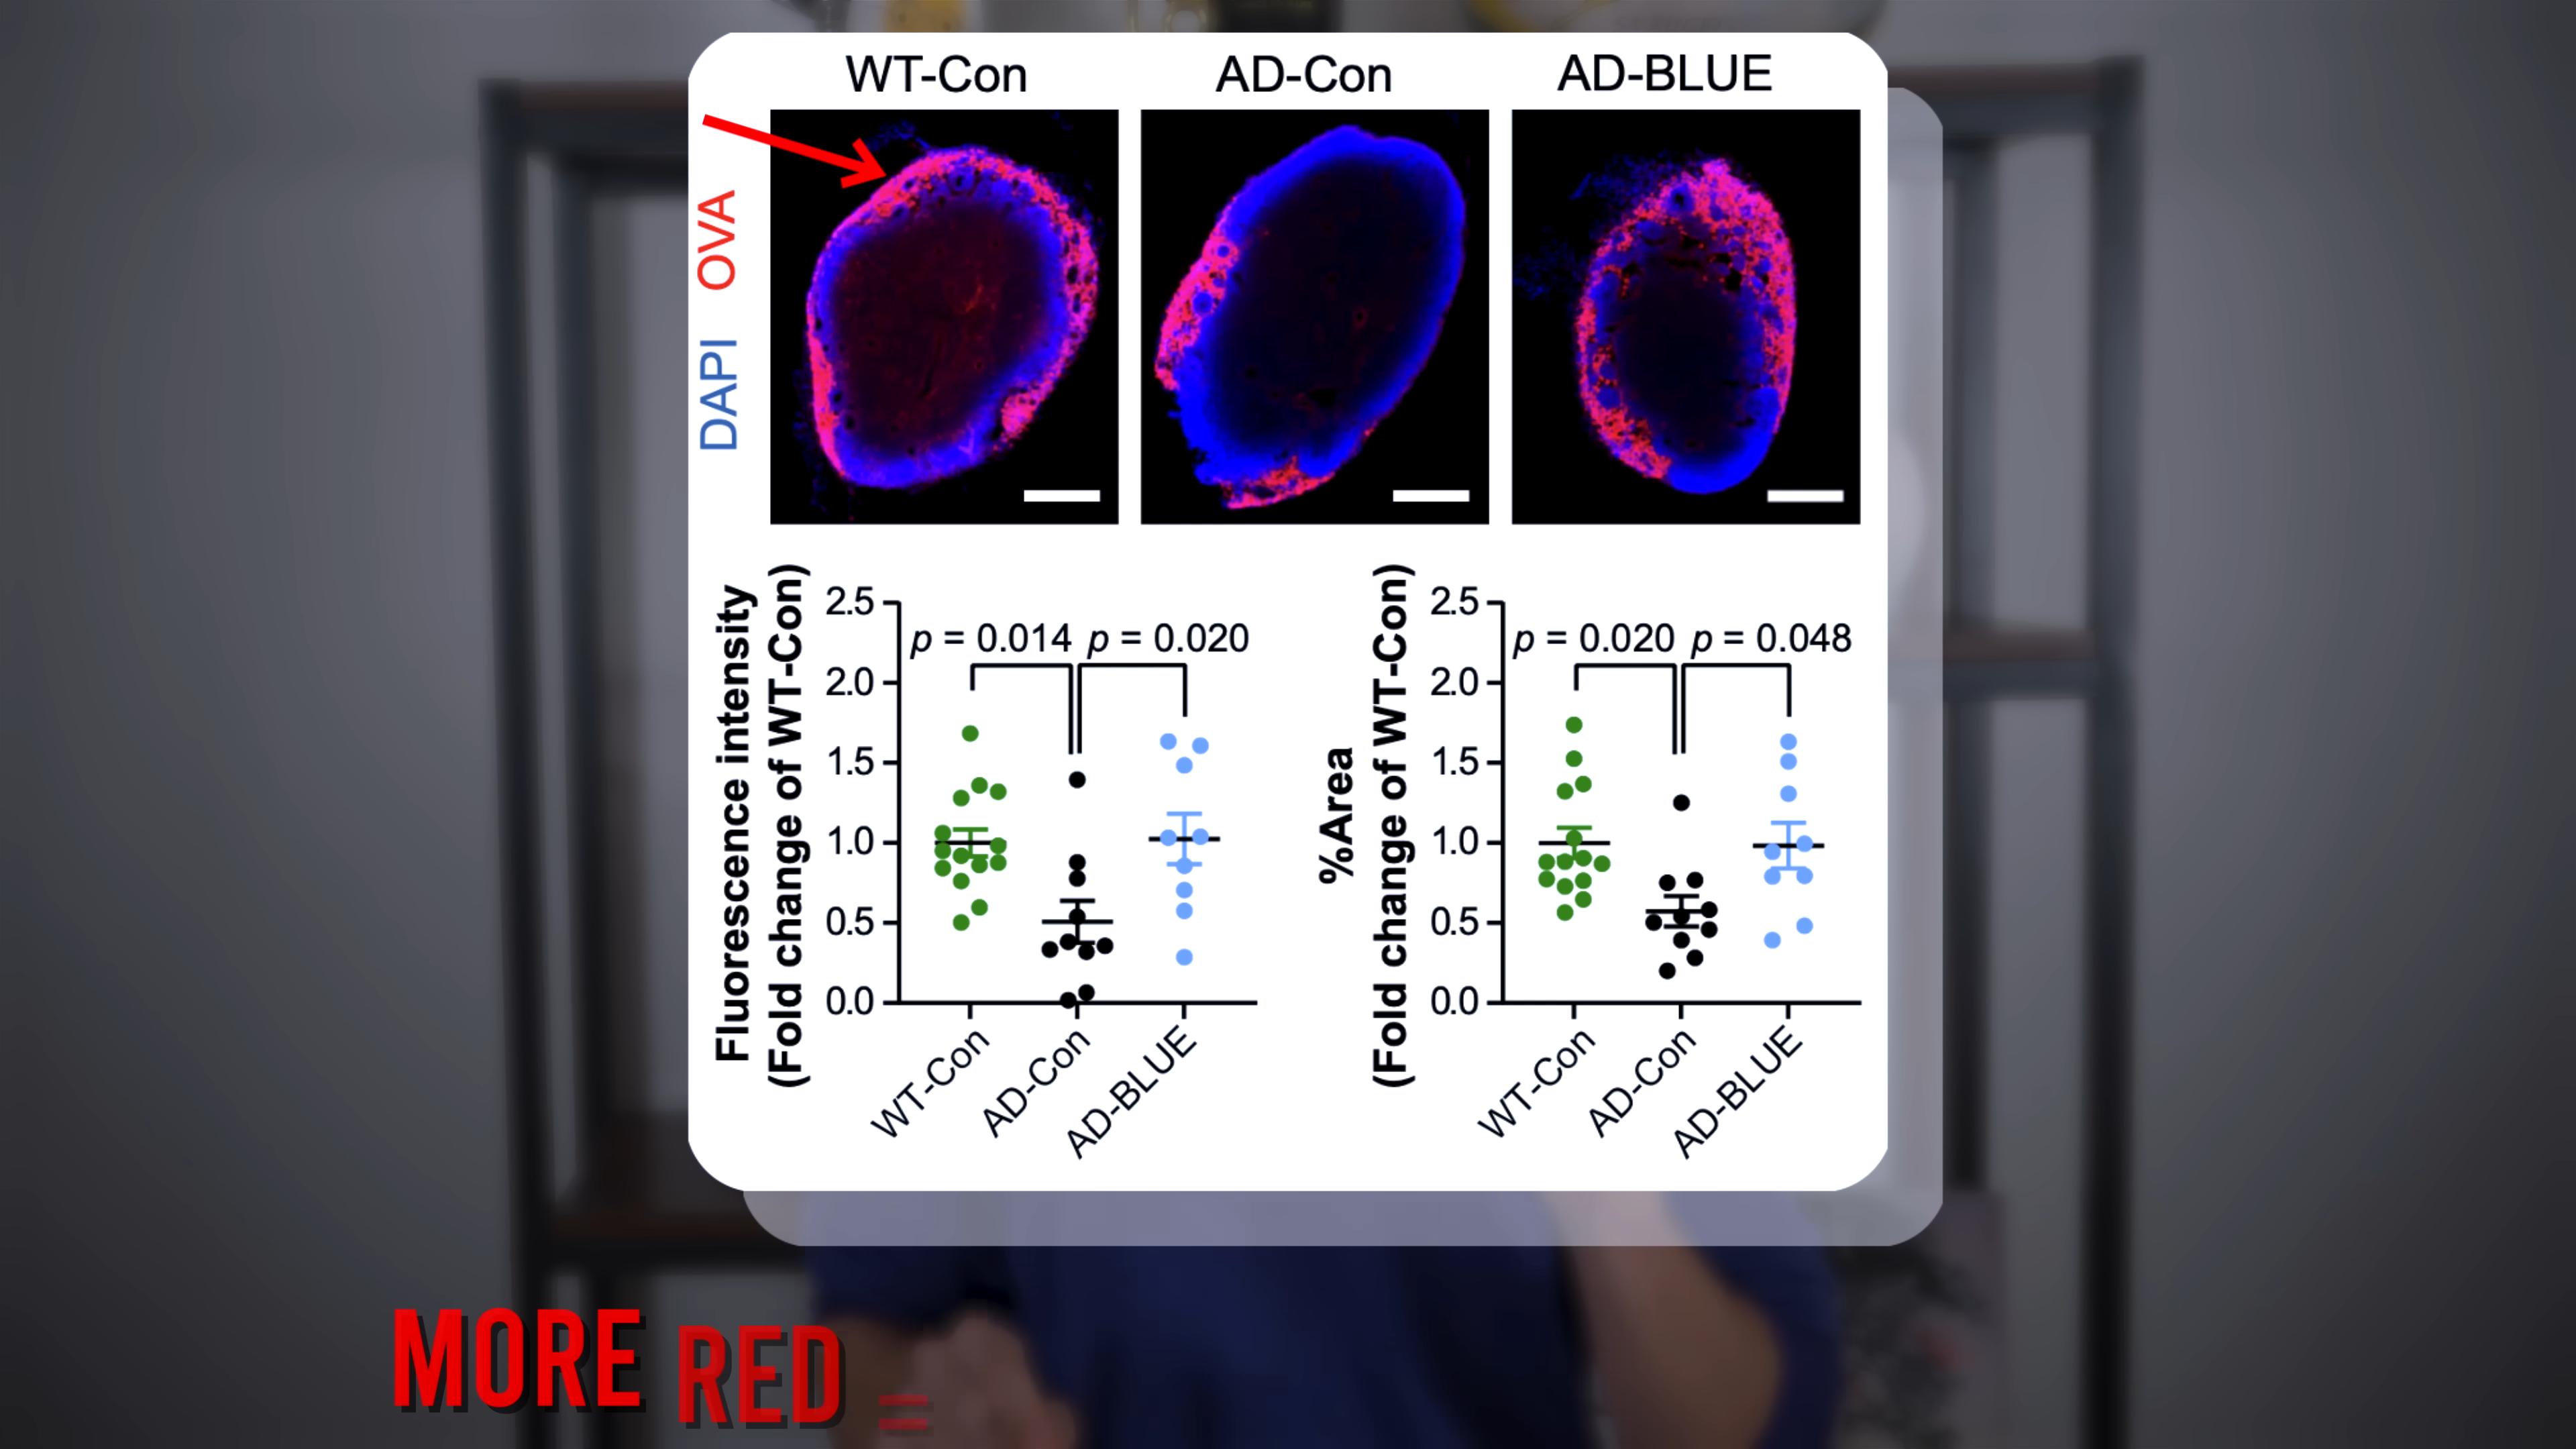 WT-Con
AD-Con
AD-BLUE
DAPI OVA
Fluorescence intensity
(Fold change of WT-Con)
2.5
2.0
1.5
1.0
0.5
0.0
p = 0.014
p = 0.020
WT-Con
AD-Con
AD-BLUE
%Area
(Fold change of WT-Con)
2.5
2.0
1.5
1.0
0.5
0.0
p = 0.020
p = 0.048
WT-Con
AD-Con
AD-BLUE
MORE RED =